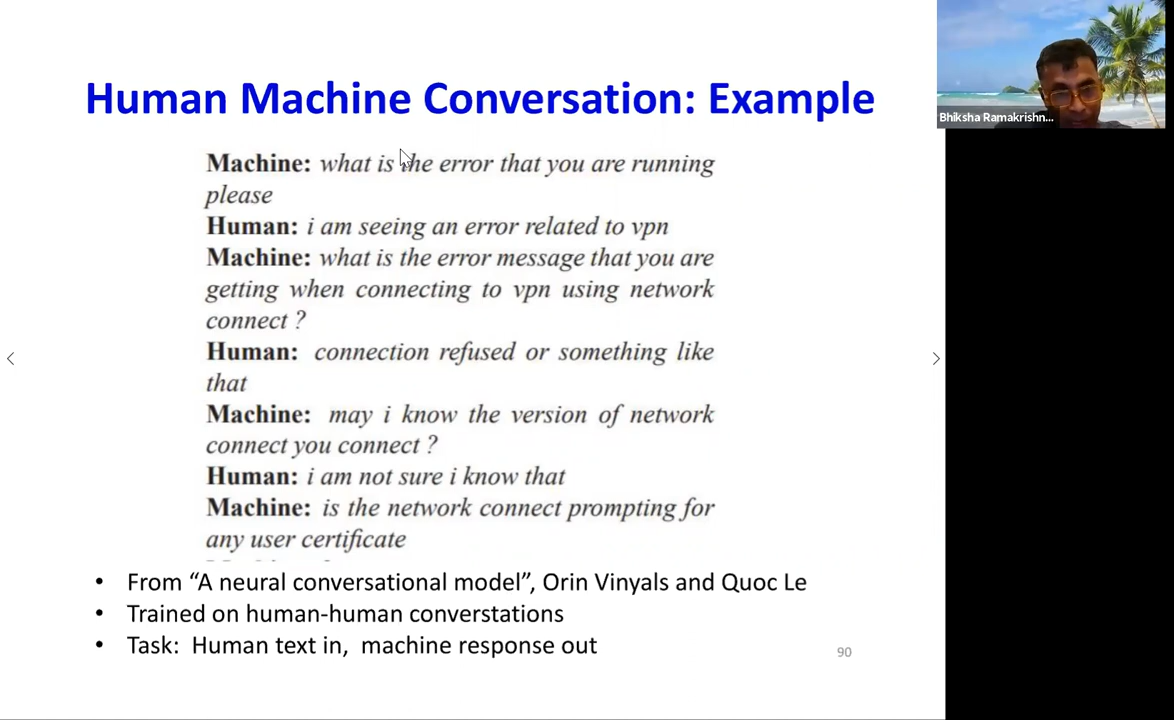 Human Machine Conversation: Example
Bhiksha Ramakrishn...
Machine: what is the error that you are running
please
Human: i am seeing an error related to vpn
Machine: what is the error message that you are
getting when connecting to vpn using network
connect ?
Human: connection refused or something like
that
Machine: may i know the version of network
connect you connect ?
Human: i am not sure i know that
Machine: is the network connect prompting for
any user certificate
• From “A neural conversational model”, Orin Vinyals and Quoc Le
• Trained on human-human converstations
• Task: Human text in, machine response out
90